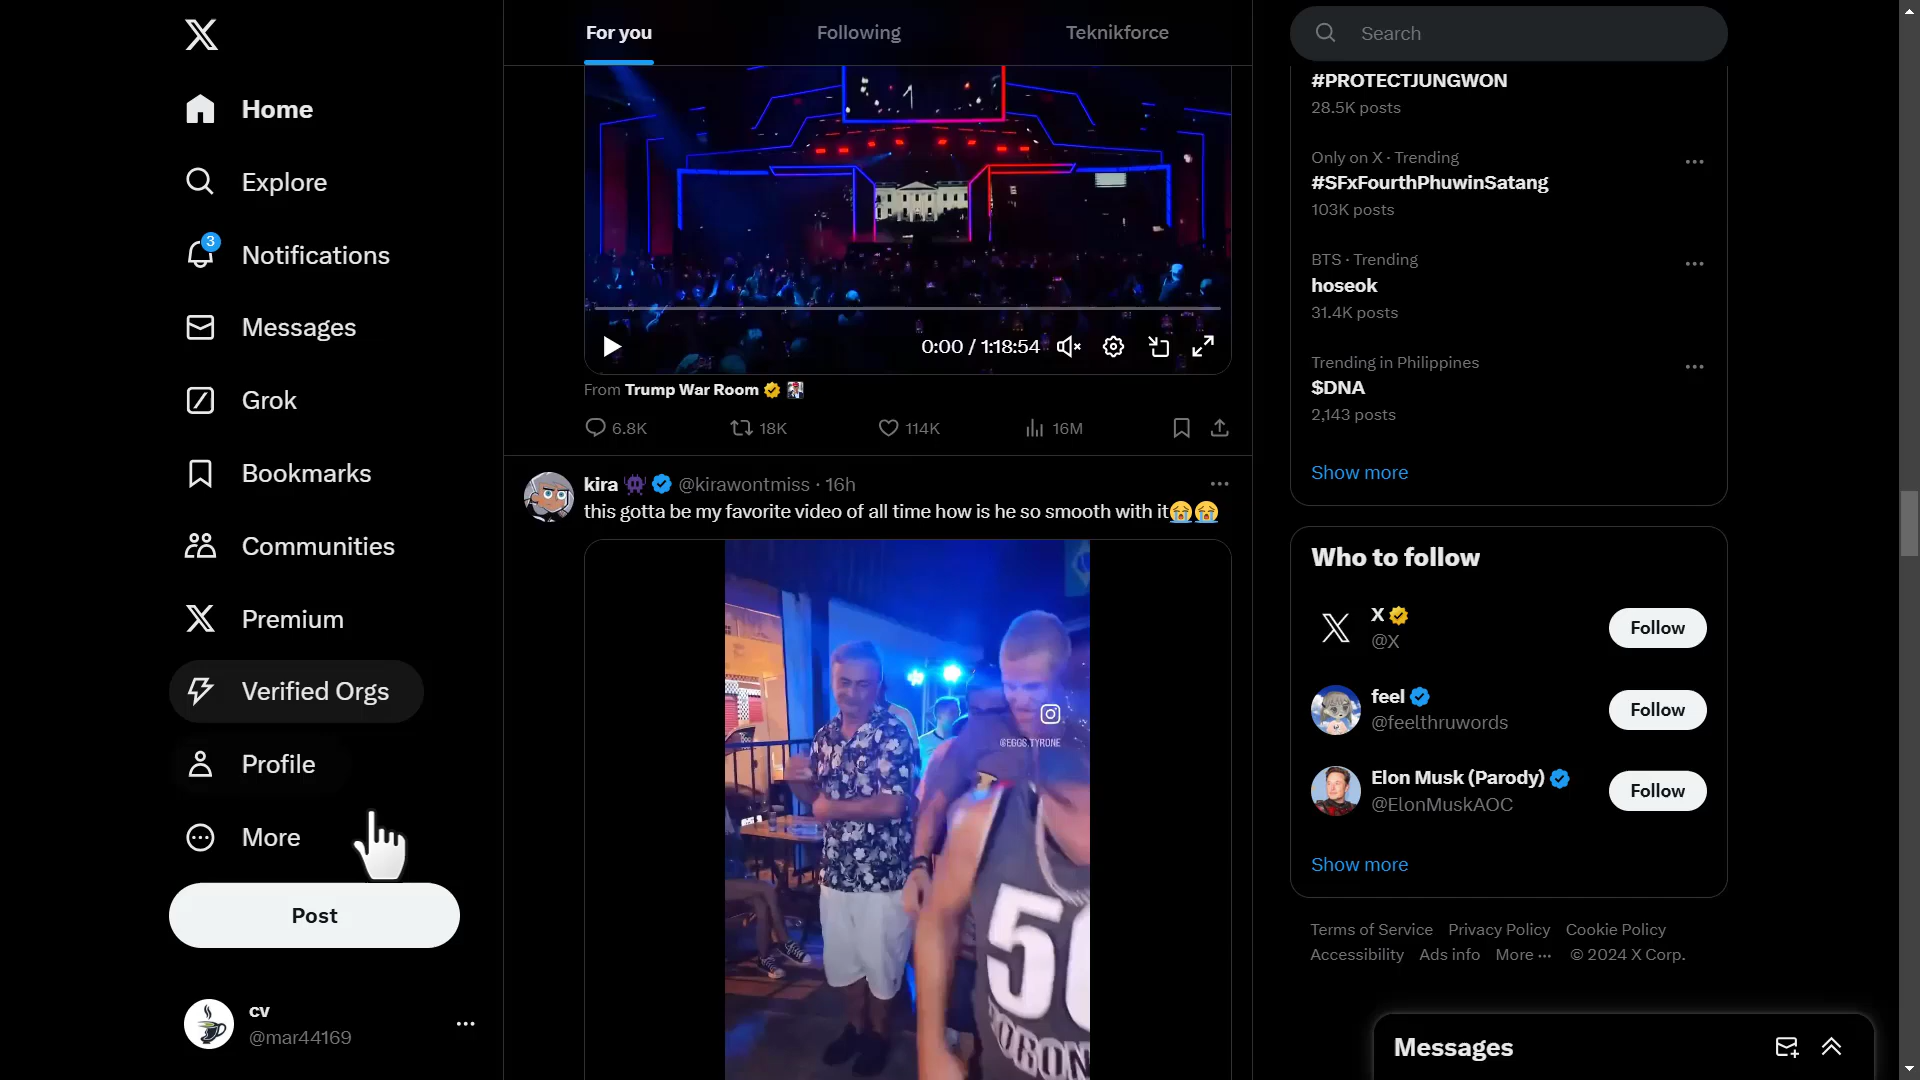 Home
Explore
3
Notifications
Messages
Grok
Bookmarks
Communities
Premium
Verified Orgs
Profile
More
Post
cv
@mar44169
For you
Following
Teknikforce
0:00 / 1:18:54
From Trump War Room
6.8K
18K
114K
16M
kira @kirawontmiss · 16h
this gotta be my favorite video of all time how is he so smooth with it😭😭
@EGGS.TYRONE
Search
#PROTECTJUNGWON
28.5K posts
Only on X · Trending
#SFxFourthPhuwinSatang
103K posts
BTS · Trending
hoseok
31.4K posts
Trending in Philippines
$DNA
2,143 posts
Show more
Who to follow
X
@X
Follow
feel
@feelthruwords
Follow
Elon Musk (Parody)
@ElonMuskAOC
Follow
Show more
Terms of Service Privacy Policy Cookie Policy
Accessibility Ads info More ··· © 2024 X Corp.
Messages